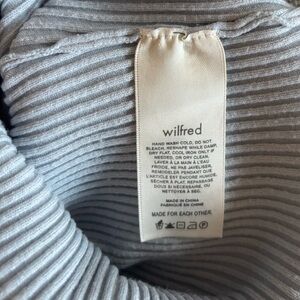 wilfred
HAND WASH COLD, DO NOT
BLEACH, RESHAPE WHILE DAMP,
DRY FLAT, COOL IRON ONLY IF
NEEDED, OR DRY CLEAN.
LAVER À LA MAIN À L'EAU
FROIDE, NE PAS JAVELLISER,
REMODELER PENDANT QUE
L'ARTICLE EST ENCORE HUMIDE,
SÉCHER À PLAT, REPASSAGE
DOUX SI NÉCESSAIRE, OU
NETTOYER À SEC.
MADE IN CHINA
FABRIQUÉ EN CHINE
MADE FOR EACH OTHER.